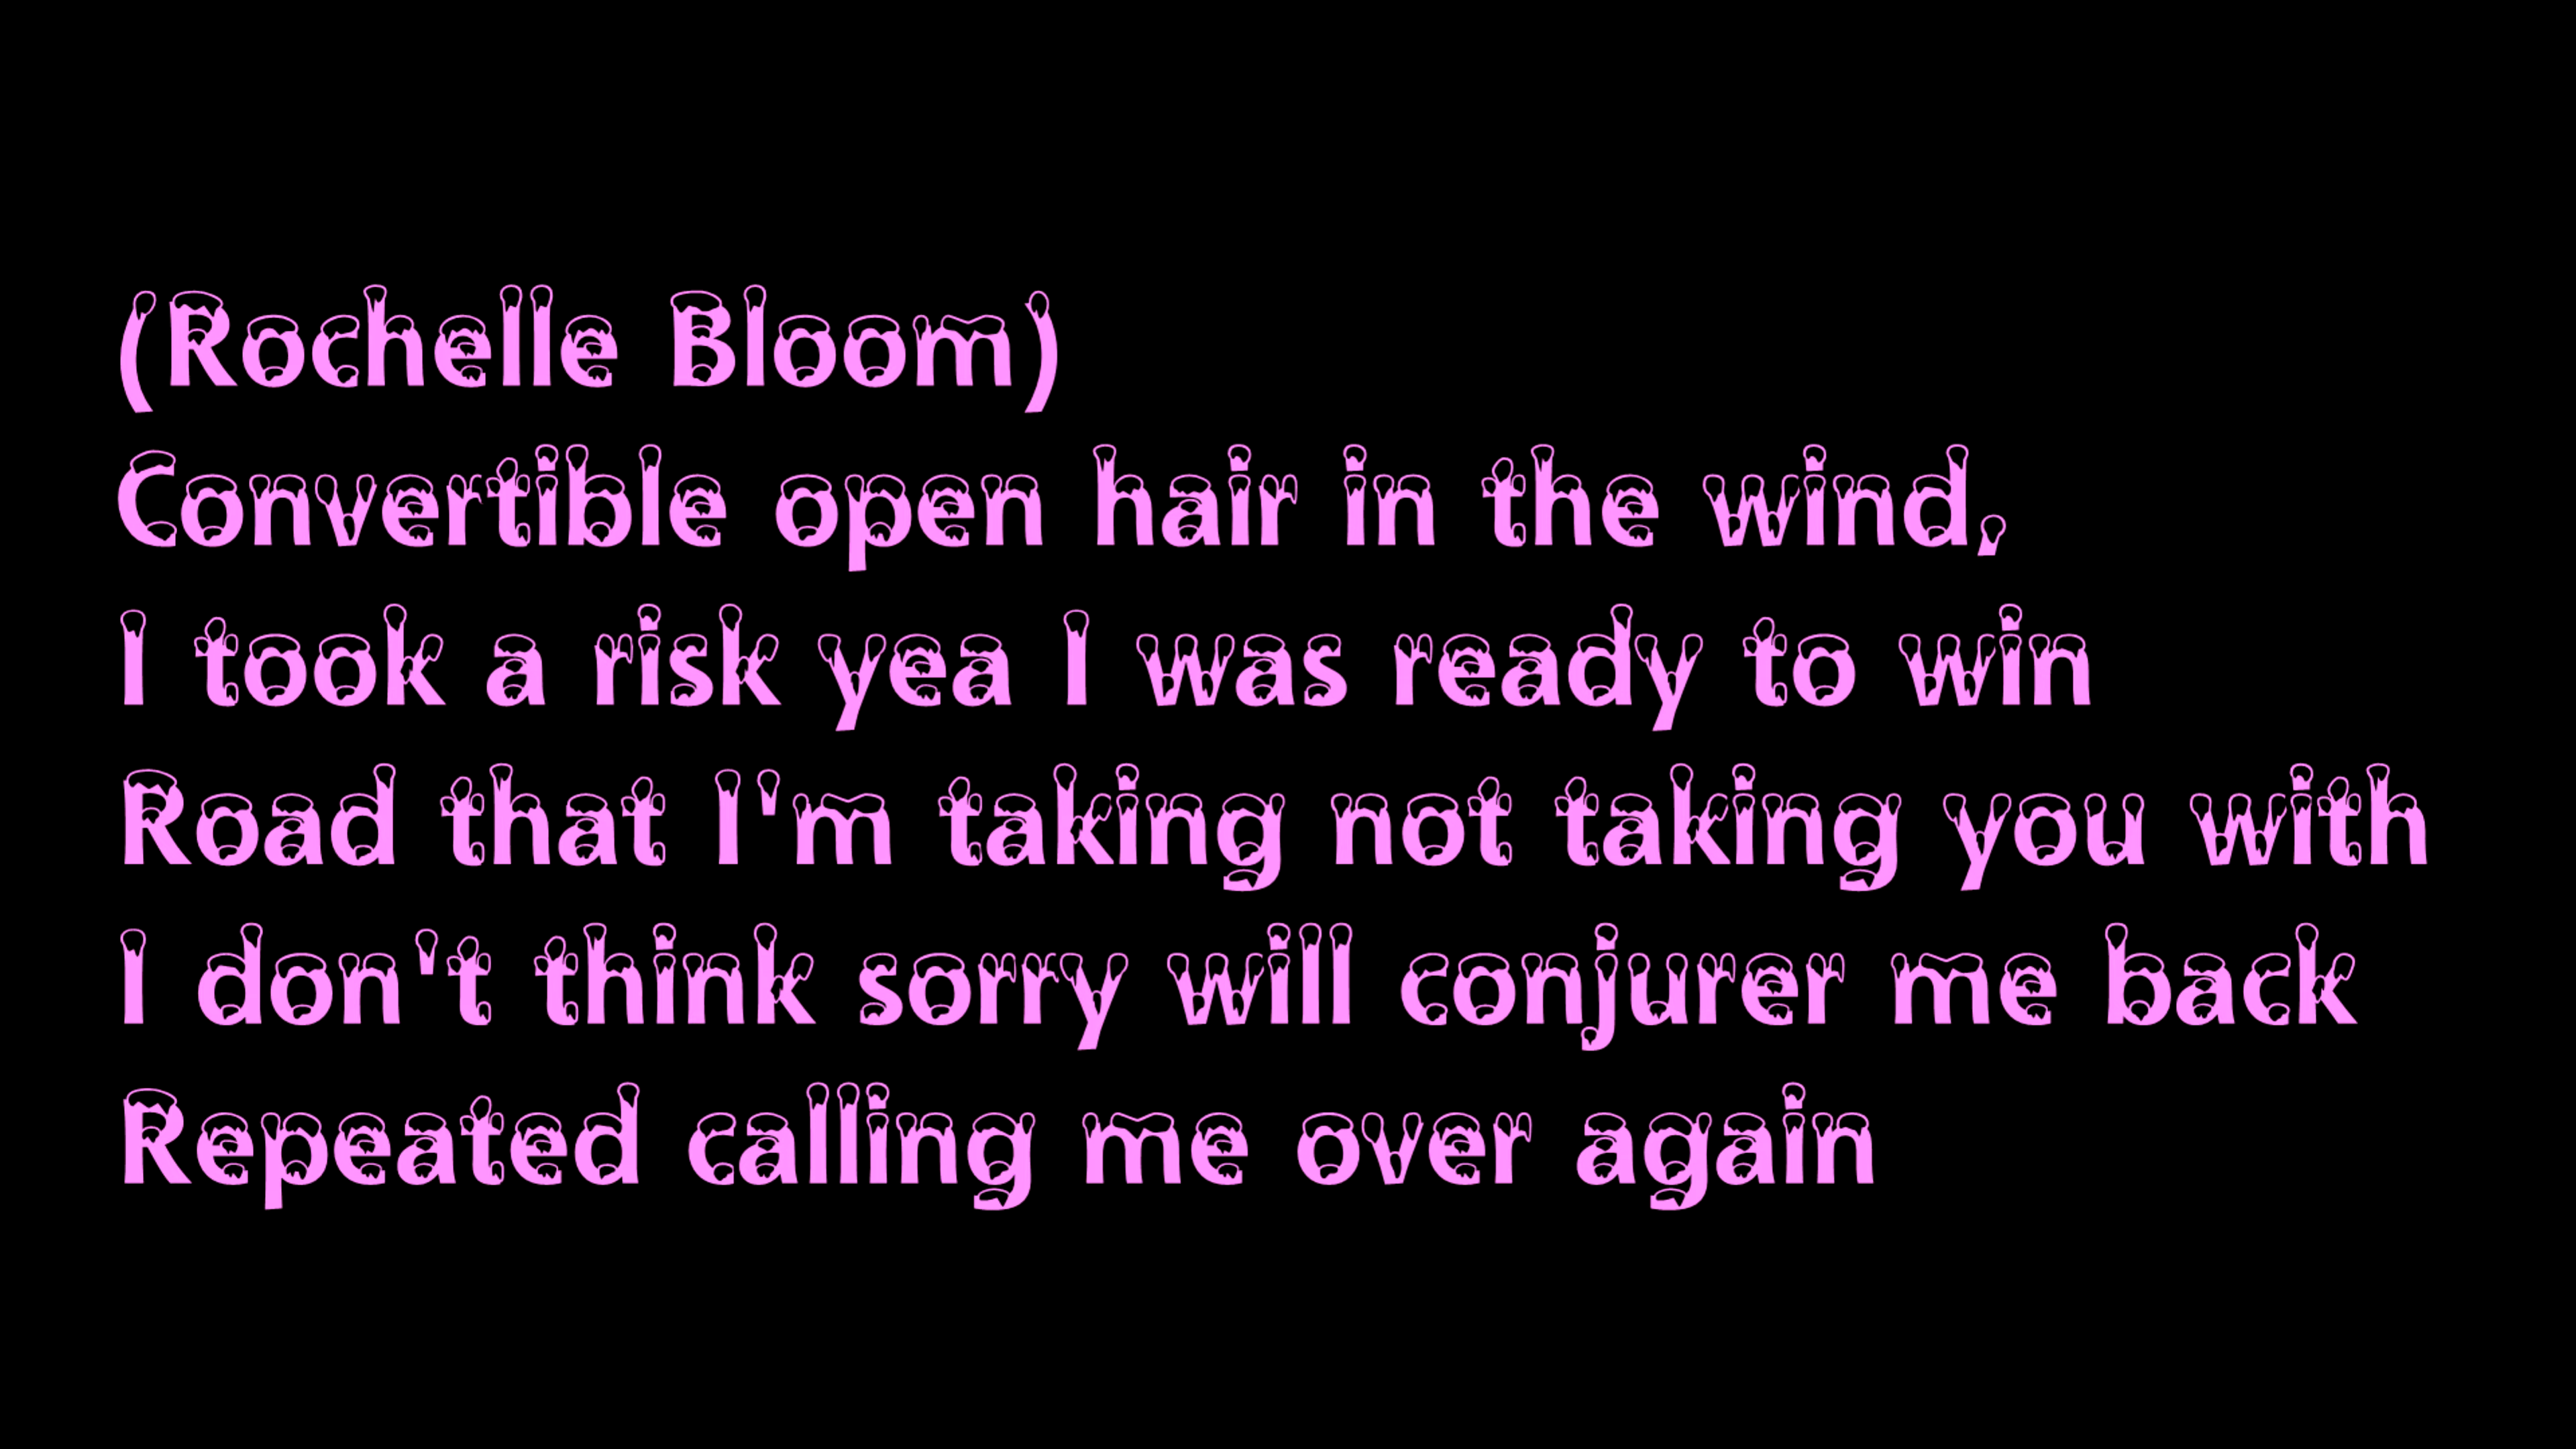 (Rochelle Bloom)
Convertible open hair in the wind,
I took a risk yea I was ready to win
Road that I'm taking not taking you with
I don't think sorry will conjurer me back
Repeated calling me over again